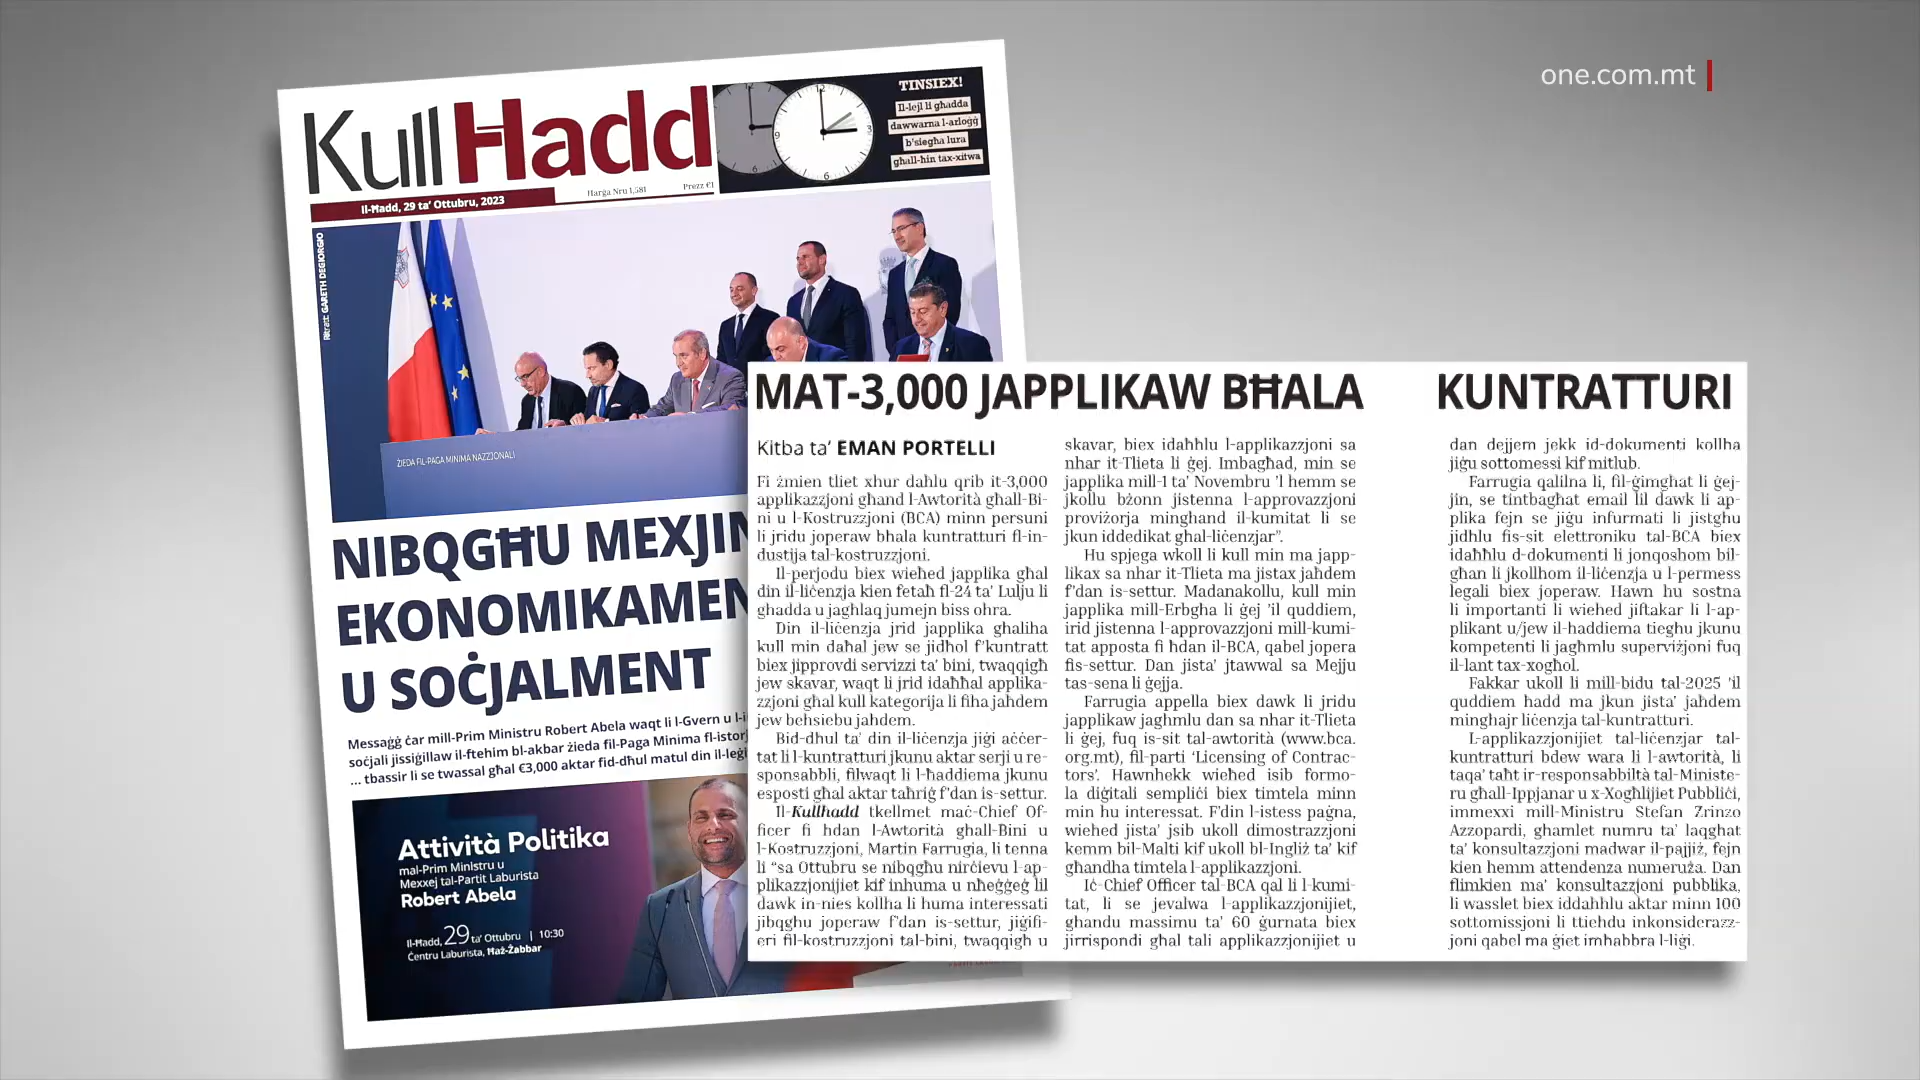 one.com.mt
KullĦadd
TINSIEX!
Il-lejl li għadda
dawwarna l-arloġġ
b'siegħa lura
għall-ħin tax-xitwa
Il-Ħadd, 29 ta' Ottubru, 2023
Ħarġa Nru 1,581
Prezz €1
Ritratt: GARETH DEGIORGIO
ŻIEDA FIL-PAGA MINIMA NAZZJONALI
NIBQGĦU MEXJIN
EKONOMIKAMEN
U SOĊJALMENT
Messaġġ ċar mill-Prim Ministru Robert Abela waqt li l-Gvern u l-i
soċjali jissiġillaw il-ftehim bl-akbar żieda fil-Paga Minima fl-istor
... tbassir li se twassal għal €3,000 aktar fid-dħul matul din il-leġi
Attività Politika
mal-Prim Ministru u
Mexxej tal-Partit Laburista
Robert Abela
Il-Ħadd, 29 ta' Ottubru | 10:30
Ċentru Laburista, Ħaż-Żabbar
MAT-3,000 JAPPLIKAW BĦALA KUNTRATTURI
Kitba ta' EMAN PORTELLI
Fi żmien tliet xhur daħlu qrib it-3,000
applikazzjoni għand l-Awtorità għall-Bi-
ni u l-Kostruzzjoni (BCA) minn persuni
li jridu joperaw bħala kuntratturi fl-in-
dustija tal-kostruzzjoni.
Il-perjodu biex wieħed japplika għal
din il-liċenzja kien fetaħ fl-24 ta' Lulju li
għadda u jagħlaq jumejn biss oħra.
Din il-liċenzja jrid japplika għaliha
kull min daħal jew se jidħol f'kuntratt
biex jipprovdi servizzi ta' bini, twaqqigħ
jew skavar, waqt li jrid idaħħal applika-
zzjoni għal kull kategorija li fiha jaħdem
jew beħsiebu jaħdem.
Bid-dħul ta' din il-liċenzja jiġi aċċer-
tat li l-kuntratturi jkunu aktar serji u re-
sponsabbli, filwaqt li l-ħaddiema jkunu
esposti għal aktar taħriġ f'dan is-settur.
Il-Kullħadd tkellmet maċ-Chief Of-
ficer fi ħdan l-Awtorità għall-Bini u
l-Kostruzzjoni, Martin Farrugia, li tenna
li "sa Ottubru se nibqgħu nirċievu l-ap-
plikazzjonijiet kif inhuma u nħeġġeġ lil
dawk in-nies kollha li huma interessati
jibqgħu joperaw f'dan is-settur, jiġifi-
eri fil-kostruzzjoni tal-bini, twaqqigħ u
skavar, biex idaħħlu l-applikazzjoni sa
nhar it-Tlieta li ġej. Imbagħad, min se
japplika mill-1 ta' Novembru 'l hemm se
jkollu bżonn jistenna l-approvazzjoni
proviżorja mingħand il-kumitat li se
jkun iddedikat għal-liċenzjar".
Hu spjega wkoll li kull min ma japp-
likax sa nhar it-Tlieta ma jistax jaħdem
f'dan is-settur. Madanakollu, kull min
japplika mill-Erbgħa li ġej 'il quddiem,
irid jistenna l-approvazzjoni mill-kumi-
tat apposta fi ħdan il-BCA, qabel jopera
fis-settur. Dan jista' jtawwal sa Mejju
tas-sena li ġejja.
Farrugia appella biex dawk li jridu
japplikaw jagħmlu dan sa nhar it-Tlieta
li ġej, fuq is-sit tal-awtorità (www.bca.
org.mt), fil-parti 'Licensing of Contrac-
tors'. Hawnhekk wieħed isib formo-
la diġitali sempliċi biex timtela minn
min hu interessat. F'din l-istess paġna,
wieħed jista' jsib ukoll dimostrazzjoni
kemm bil-Malti kif ukoll bl-Ingliż ta' kif
għandha timtela l-applikazzjoni.
Iċ-Chief Officer tal-BCA qal li l-kumi-
tat, li se jevalwa l-applikazzjonijiet,
għandu massimu ta' 60 ġurnata biex
jirrispondi għal tali applikazzjonijiet u
dan dejjem jekk id-dokumenti kollha
jiġu sottomessi kif mitlub.
Farrugia qalilna li, fil-ġimgħat li ġej-
jin, se tintbagħat email lil dawk li ap-
plika fejn se jiġu infurmati li jistgħu
jidħlu fis-sit elettroniku tal-BCA biex
idaħħlu d-dokumenti li jonqoshom bil-
għan li jkollhom il-liċenzja u l-permess
legali biex joperaw. Hawn hu sostna
li importanti li wieħed jiftakar li l-ap-
plikant u/jew il-ħaddiema tiegħu jkunu
kompetenti li jagħmlu superviżjoni fuq
il-lant tax-xogħol.
Fakkar ukoll li mill-bidu tal-2025 'il
quddiem ħadd ma jkun jista' jaħdem
mingħajr liċenzja tal-kuntratturi.
L-applikazzjonijiet tal-liċenzjar tal-
kuntratturi bdew wara li l-awtorità, li
taqa' taħt ir-responsabbiltà tal-Ministe-
ru għall-Ippjanar u x-Xogħlijiet Pubbliċi,
immexxi mill-Ministru Stefan Zrinzo
Azzopardi, għamlet numru ta' laqgħat
ta' konsultazzjoni madwar il-pajjiż, fejn
kien hemm attendenza numeruża. Dan
flimkien ma' konsultazzjoni pubblika,
li wasslet biex iddaħħlu aktar minn 100
sottomissjoni li ttieħdu inkonsiderazz-
joni qabel ma ġiet imħabbra l-liġi.